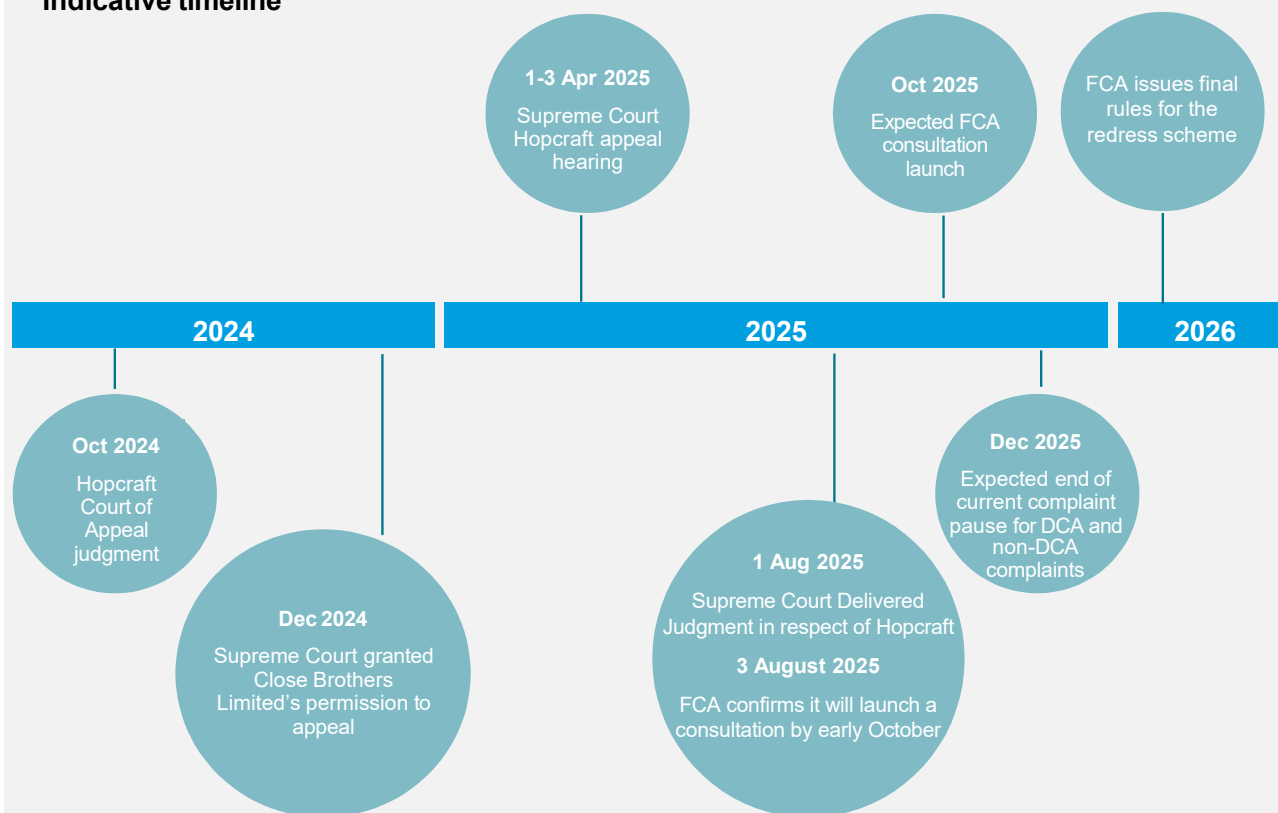 Indicative timeline
1-3 Apr 2025
Supreme Court
Hopcraft appeal
hearing
Oct 2025
Expected FCA
consultation
launch
FCA issues final
rules for the
redress scheme
2024
2025
2026
Oct 2024
Hopcraft
Court of
Appeal
judgment
Dec 2024
Supreme Court granted
Close Brothers
Limited’s permission to
appeal
1 Aug 2025
Supreme Court Delivered
Judgment in respect of Hopcraft
3 August 2025
FCA confirms it will launch a
consultation by early October
Dec 2025
Expected end of
current complaint
pause for DCA and
non-DCA
complaints